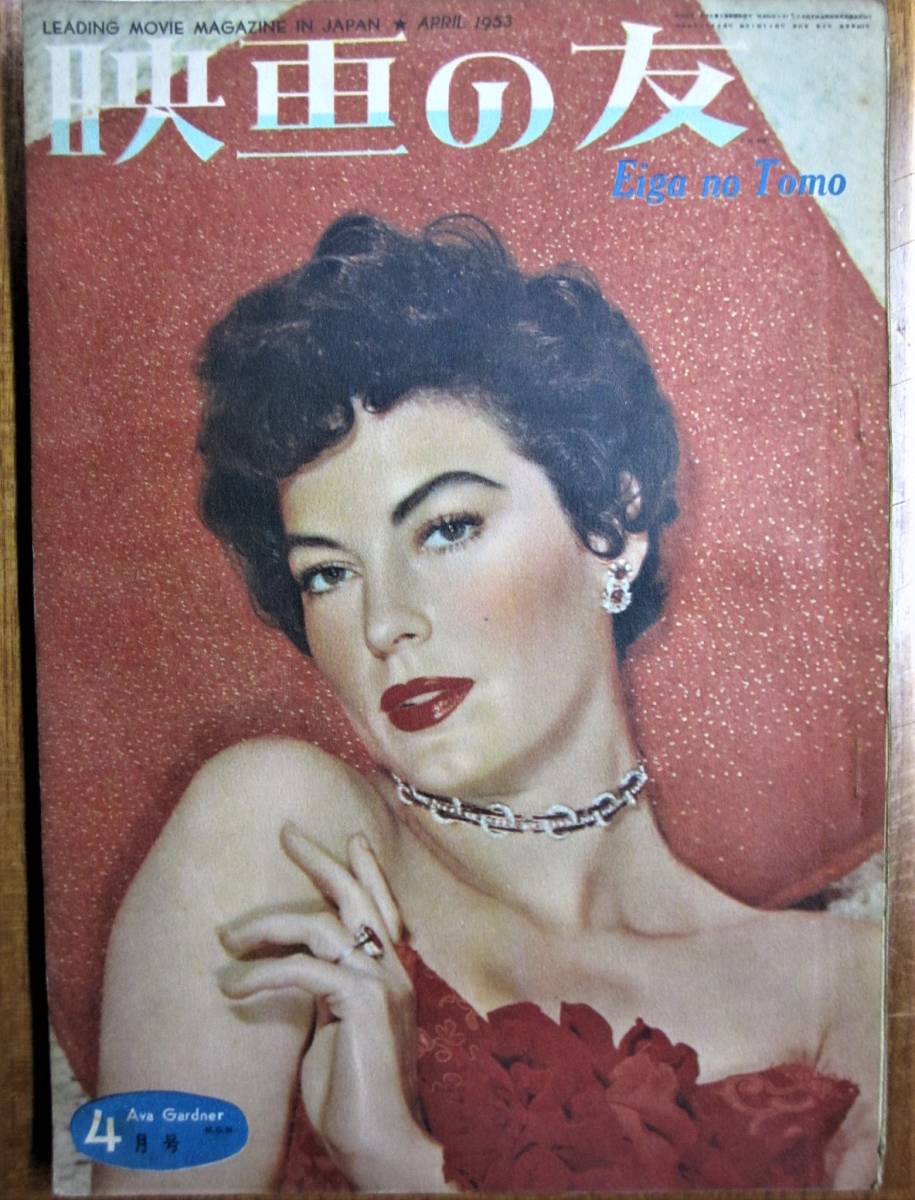 LEADING MOVIE MAGAZINE IN JAPAN ★ APRIL 1953
映画の友
Eiga no Tomo
4月号
Ava Gardner
M.G.M.